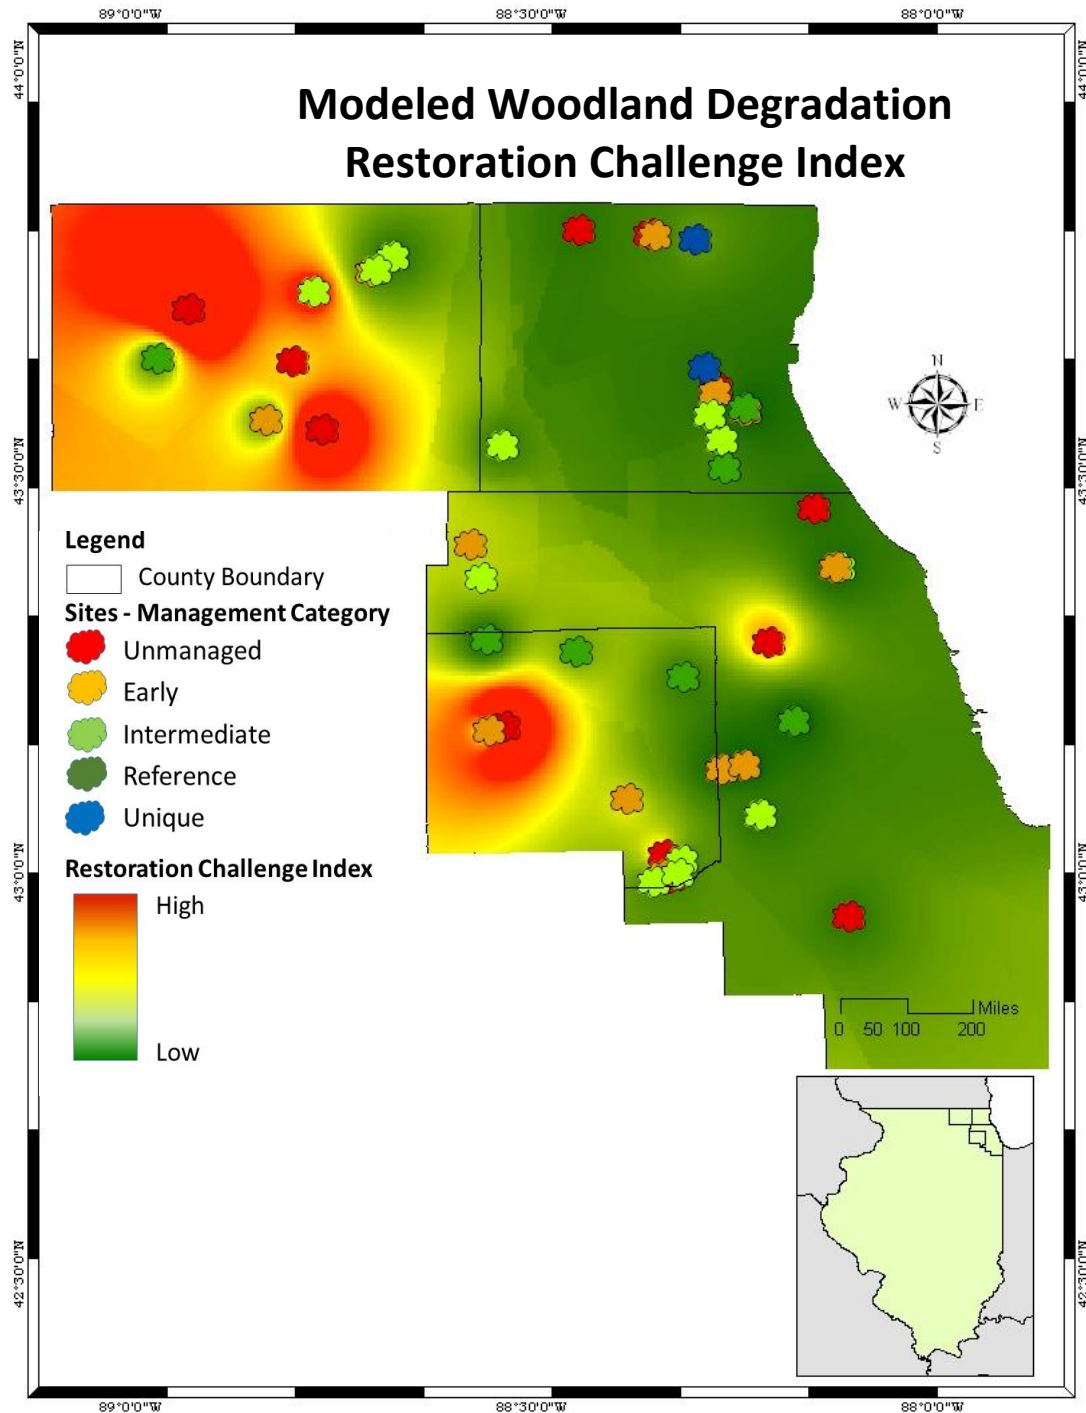 89°0'0"W
88°30'0"W
88°0'0"W
44°0'0"N
44°0'0"N
Modeled Woodland Degradation
Restoration Challenge Index
N
W
E
S
43°30'0"N
43°30'0"N
Legend
County Boundary
Sites - Management Category
Unmanaged
Early
Intermediate
Reference
Unique
Restoration Challenge Index
High
Low
43°0'0"N
43°0'0"N
Miles
0 50 100 200
42°30'0"N
42°30'0"N
89°0'0"W
88°30'0"W
88°0'0"W